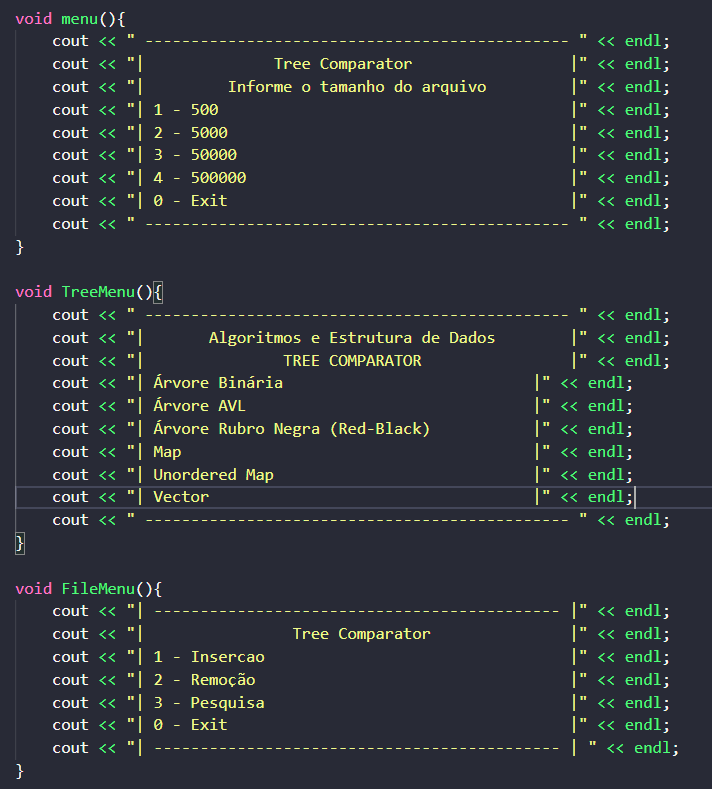 void menu(){
    cout << " ---------------------------------------------- " << endl;
    cout << "|              Tree Comparator                 |" << endl;
    cout << "|         Informe o tamanho do arquivo         |" << endl;
    cout << "| 1 - 500                                      |" << endl;
    cout << "| 2 - 5000                                     |" << endl;
    cout << "| 3 - 50000                                    |" << endl;
    cout << "| 4 - 500000                                   |" << endl;
    cout << "| 0 - Exit                                     |" << endl;
    cout << " ---------------------------------------------- " << endl;
}
void TreeMenu(){
    cout << " ---------------------------------------------- " << endl;
    cout << "|       Algoritmos e Estrutura de Dados        |" << endl;
    cout << "|               TREE COMPARATOR                |" << endl;
    cout << "| Árvore Binária                           |" << endl;
    cout << "| Árvore AVL                               |" << endl;
    cout << "| Árvore Rubro Negra (Red-Black)           |" << endl;
    cout << "| Map                                      |" << endl;
    cout << "| Unordered Map                            |" << endl;
    cout << "| Vector                                   |" << endl;
    cout << " ---------------------------------------------- " << endl;
}
void FileMenu(){
    cout << "| -------------------------------------------- |" << endl;
    cout << "|                Tree Comparator               |" << endl;
    cout << "| 1 - Insercao                                 |" << endl;
    cout << "| 2 - Remoção                                  |" << endl;
    cout << "| 3 - Pesquisa                                 |" << endl;
    cout << "| 0 - Exit                                     |" << endl;
    cout << "| -------------------------------------------- | " << endl;
}